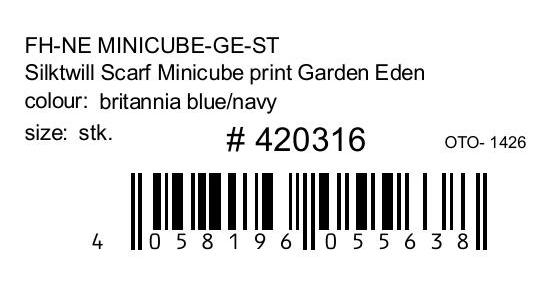 FH-NE MINICUBE-GE-ST
Silktwill Scarf Minicube print Garden Eden
colour: britannia blue/navy
size: stk.
# 420316
OTO- 1426
4 058196 055638